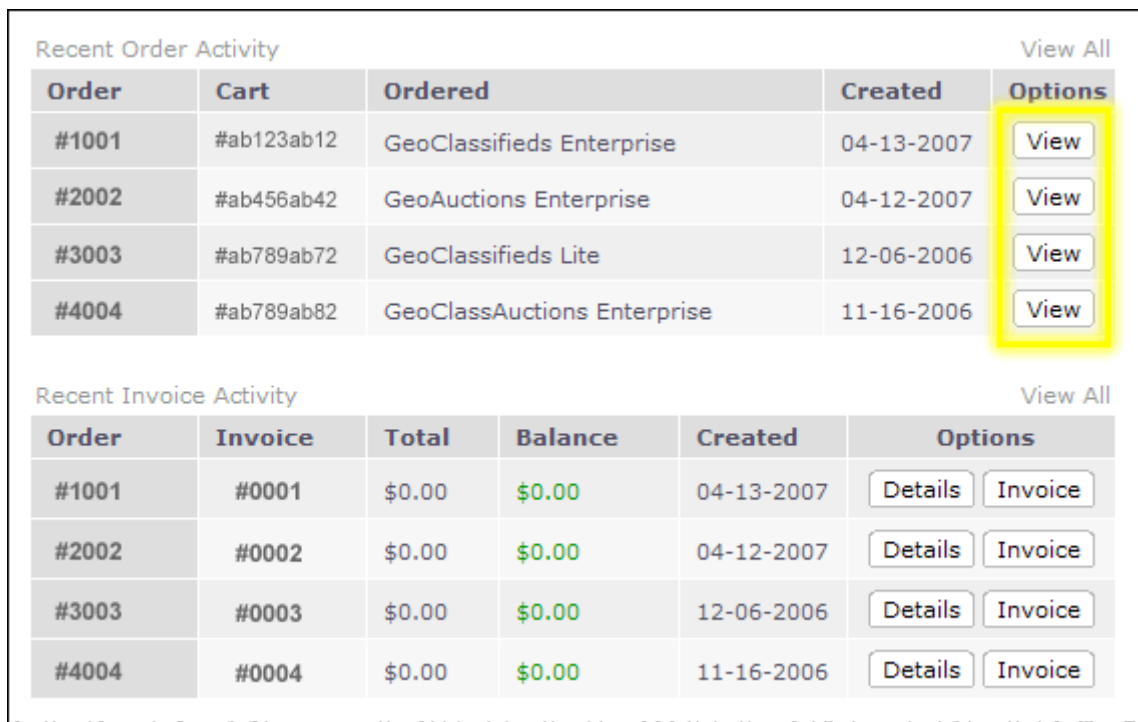 Recent Order Activity View All
Order Cart Ordered Created Options
#1001 #ab123ab12 GeoClassifieds Enterprise 04-13-2007 View
#2002 #ab456ab42 GeoAuctions Enterprise 04-12-2007 View
#3003 #ab789ab72 GeoClassifieds Lite 12-06-2006 View
#4004 #ab789ab82 GeoClassAuctions Enterprise 11-16-2006 View
Recent Invoice Activity View All
Order Invoice Total Balance Created Options
#1001 #0001 $0.00 $0.00 04-13-2007 Details Invoice
#2002 #0002 $0.00 $0.00 04-12-2007 Details Invoice
#3003 #0003 $0.00 $0.00 12-06-2006 Details Invoice
#4004 #0004 $0.00 $0.00 11-16-2006 Details Invoice